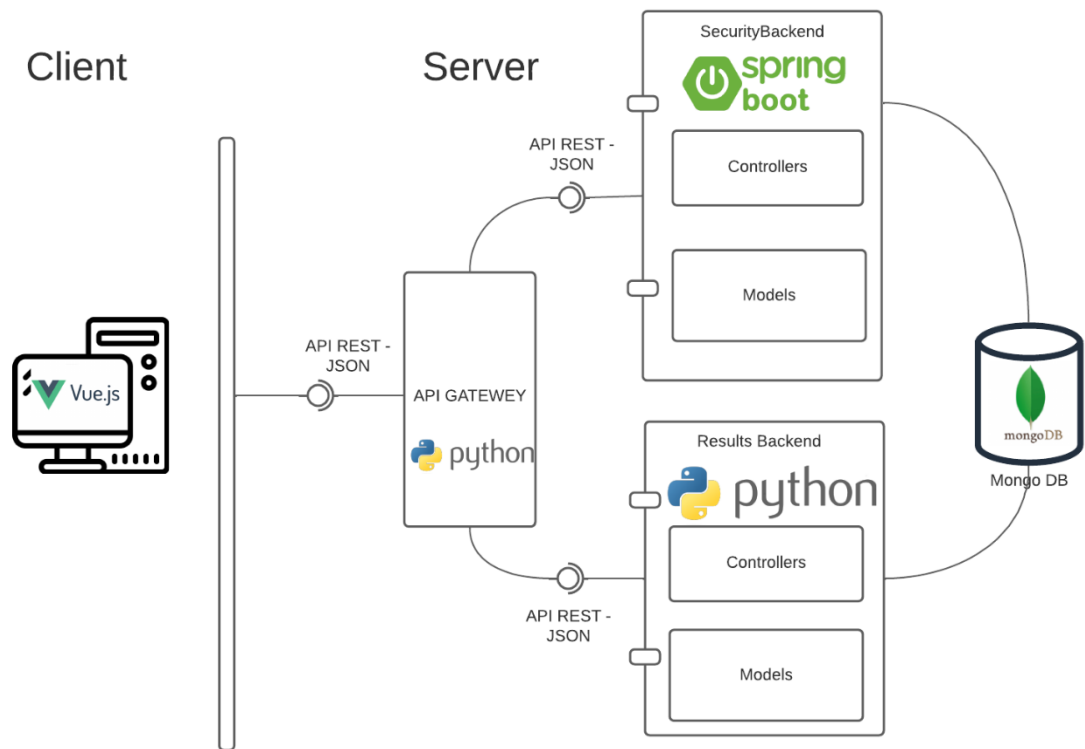 Client
Server
SecurityBackend
spring
boot
API REST -
JSON
Controllers
Models
API REST -
JSON
Vue.js
API GATEWEY
python
mongoDB
Mongo DB
Results Backend
python
Controllers
API REST -
JSON
Models